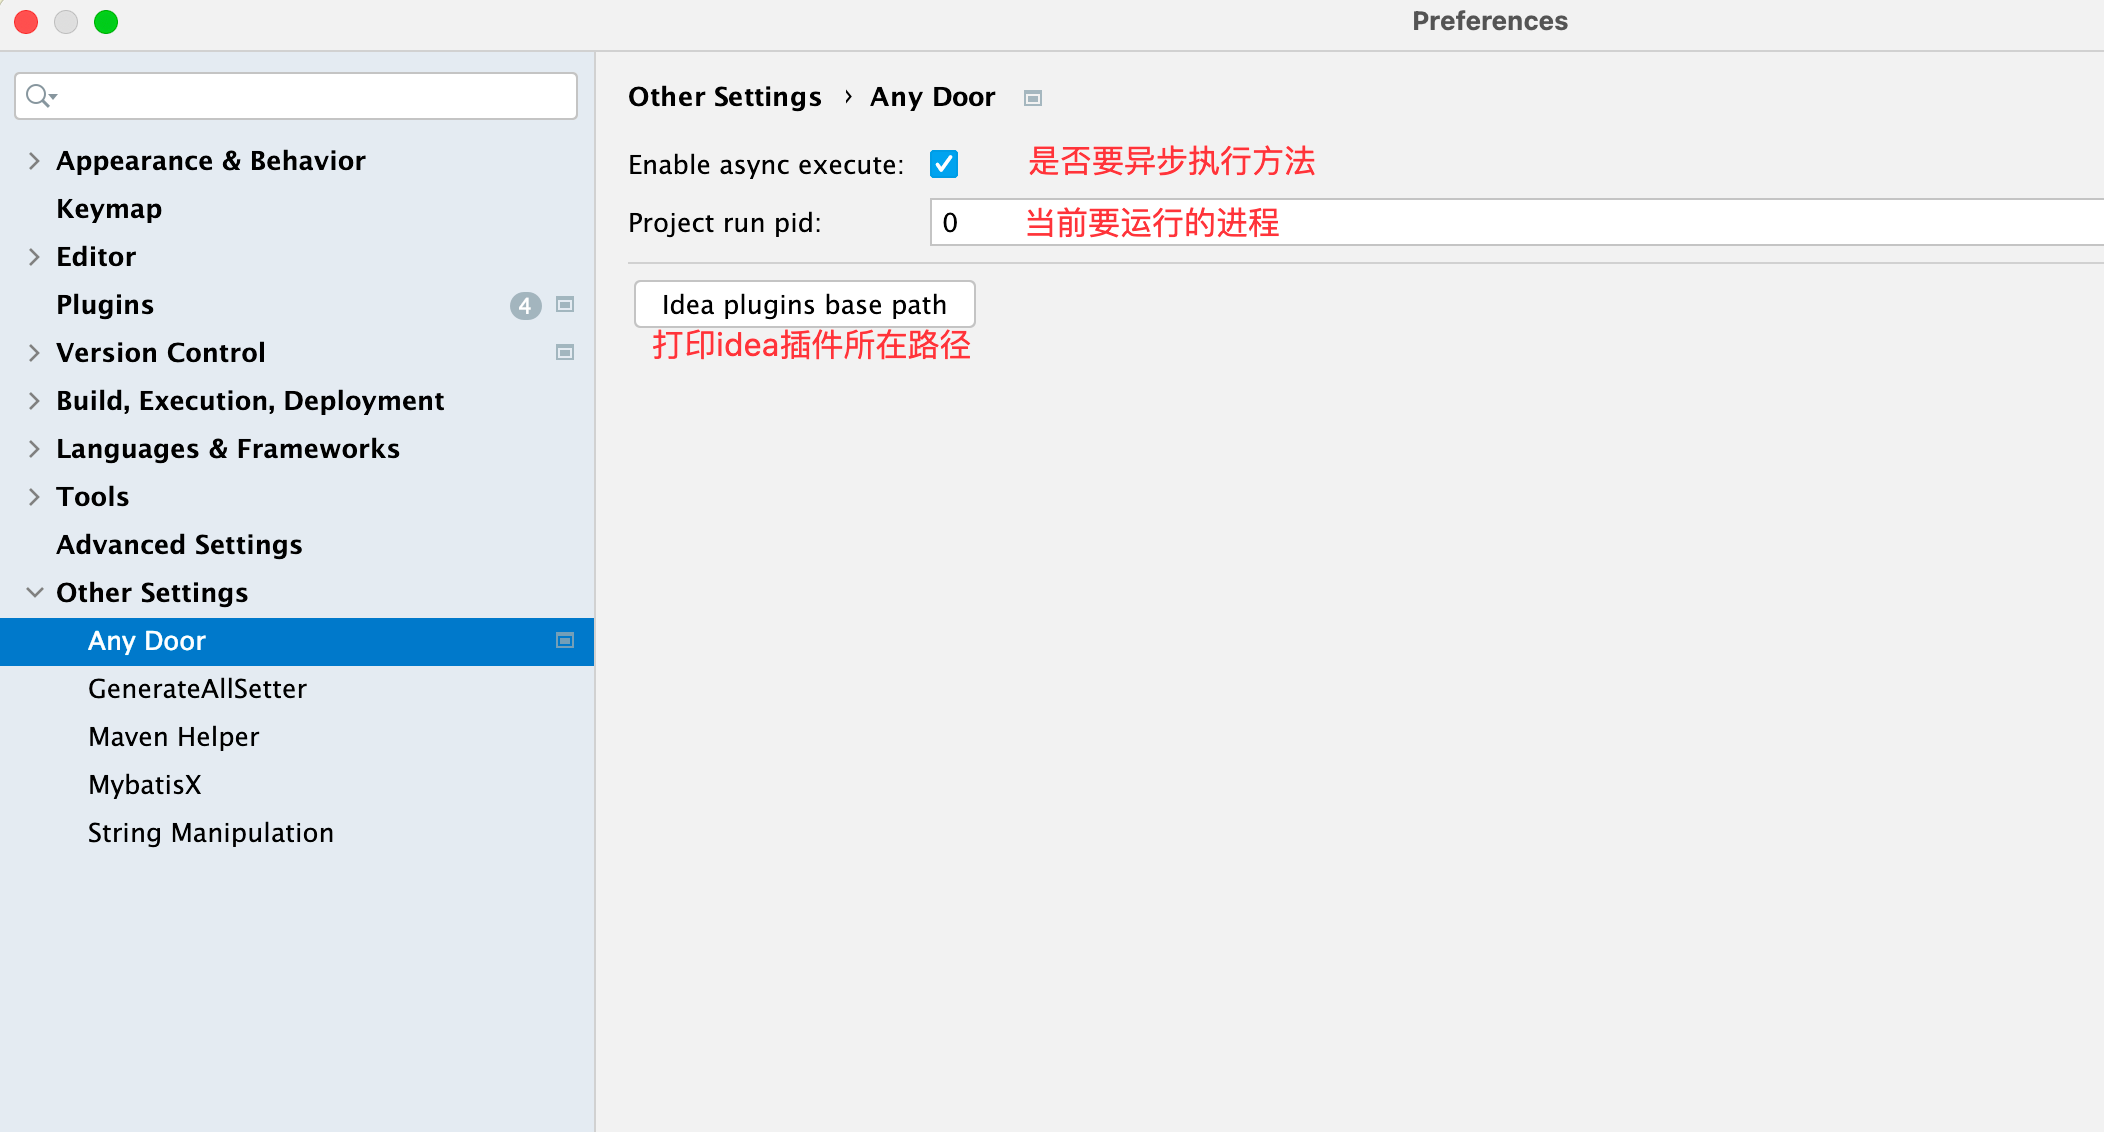 Preferences
Appearance & Behavior
Keymap
Editor
Plugins 4
Version Control
Build, Execution, Deployment
Languages & Frameworks
Tools
Advanced Settings
Other Settings
Any Door
GenerateAllSetter
Maven Helper
MybatisX
String Manipulation
Other Settings › Any Door
Enable async execute: 是否要异步执行方法
Project run pid: 0 当前要运行的进程
Idea plugins base path
打印idea插件所在路径